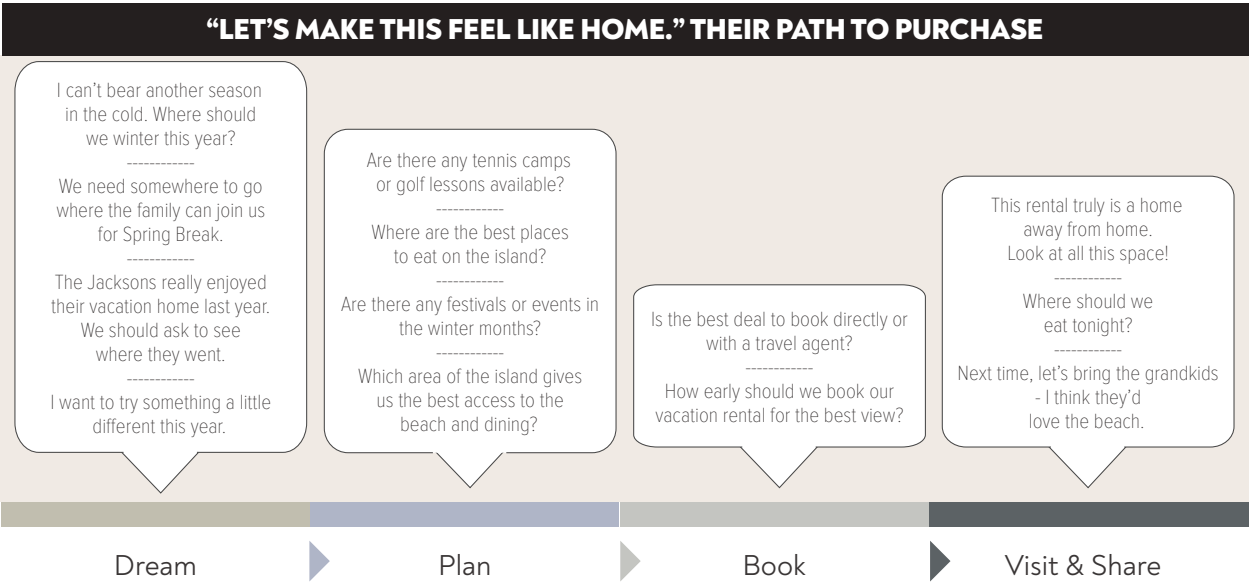 “LET’S MAKE THIS FEEL LIKE HOME.” THEIR PATH TO PURCHASE
I can’t bear another season
in the cold. Where should
we winter this year?
------------
We need somewhere to go
where the family can join us
for Spring Break.
------------
The Jacksons really enjoyed
their vacation home last year.
We should ask to see
where they went.
------------
I want to try something a little
different this year.
Are there any tennis camps
or golf lessons available?
------------
Where are the best places
to eat on the island?
------------
Are there any festivals or events in
the winter months?
------------
Which area of the island gives
us the best access to the
beach and dining?
Is the best deal to book directly or
with a travel agent?
------------
How early should we book our
vacation rental for the best view?
This rental truly is a home
away from home.
Look at all this space!
------------
Where should we
eat tonight?
------------
Next time, let’s bring the grandkids
- I think they’d
love the beach.
Dream
Plan
Book
Visit & Share